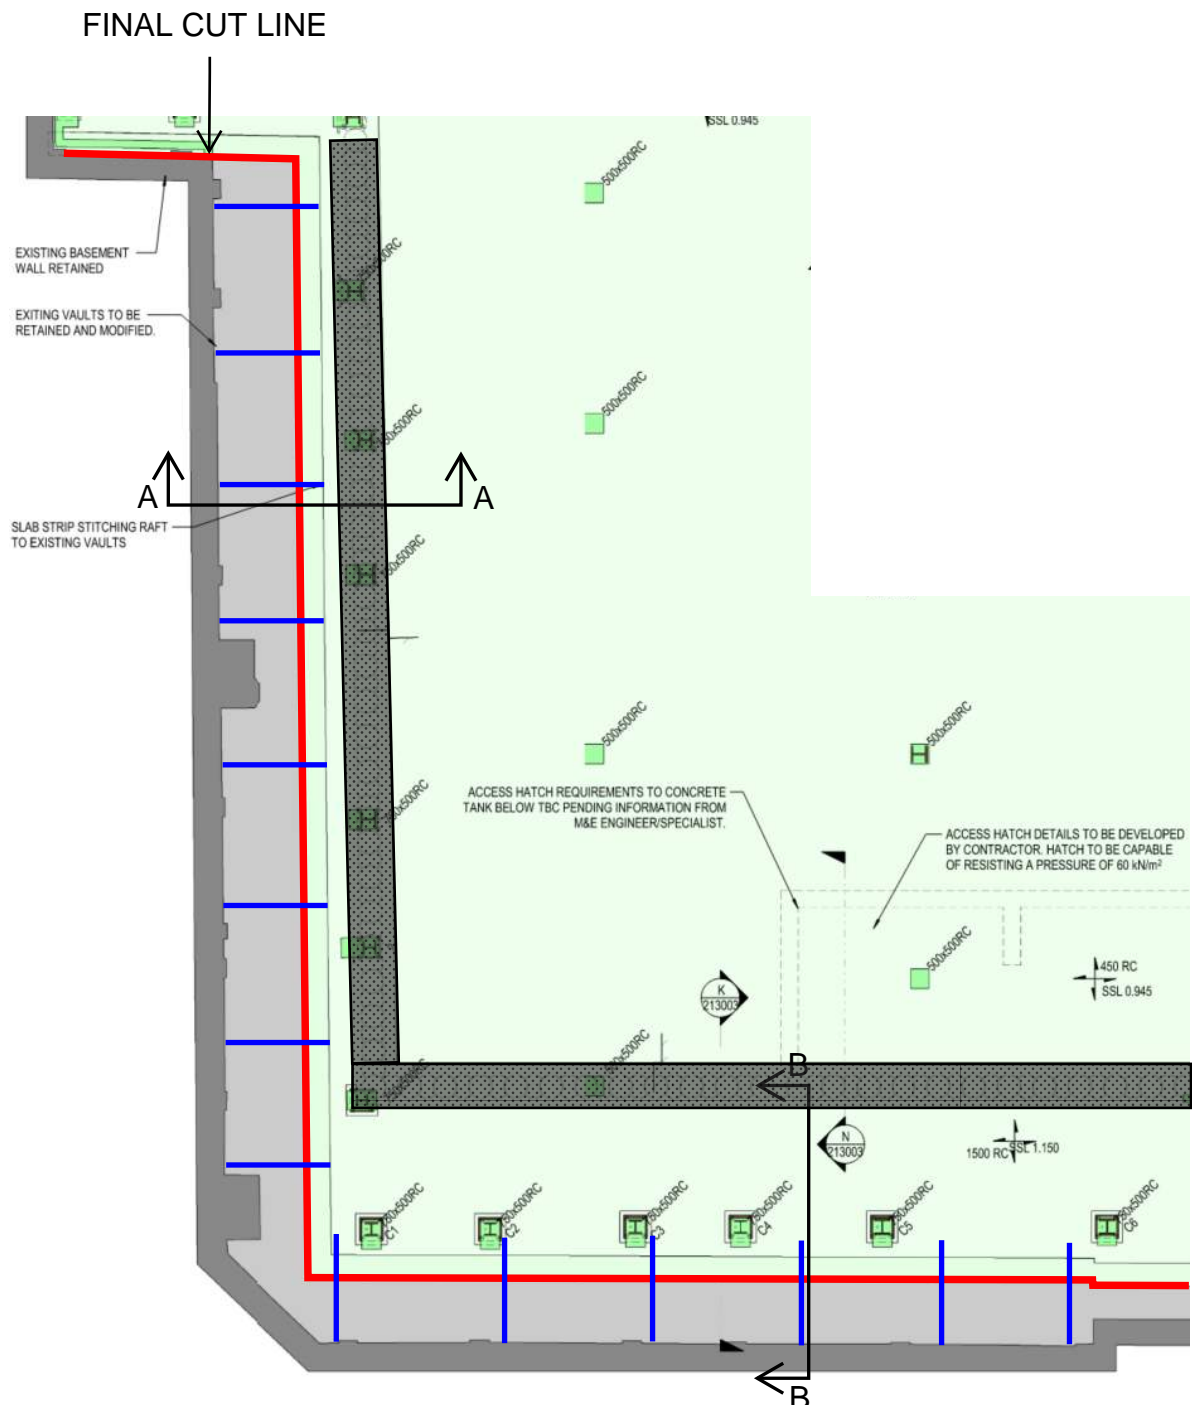 FINAL CUT LINE
SSL 0.945
500x500RC
EXISTING BASEMENT
WALL RETAINED
EXITING VAULTS TO BE
RETAINED AND MODIFIED.
500x500RC
A
A
SLAB STRIP STITCHING RAFT
TO EXISTING VAULTS
500x500RC
500x500RC
ACCESS HATCH REQUIREMENTS TO CONCRETE
TANK BELOW TBC PENDING INFORMATION FROM
M&E ENGINEER/SPECIALIST.
ACCESS HATCH DETAILS TO BE DEVELOPED
BY CONTRACTOR. HATCH TO BE CAPABLE
OF RESISTING A PRESSURE OF 60 kN/m²
500x500RC
450 RC
SSL 0.945
K
213003
B
500x500RC
N
213003
1500 RC
SSL 1.150
C1
C2
C3
C4
C5
C6
B